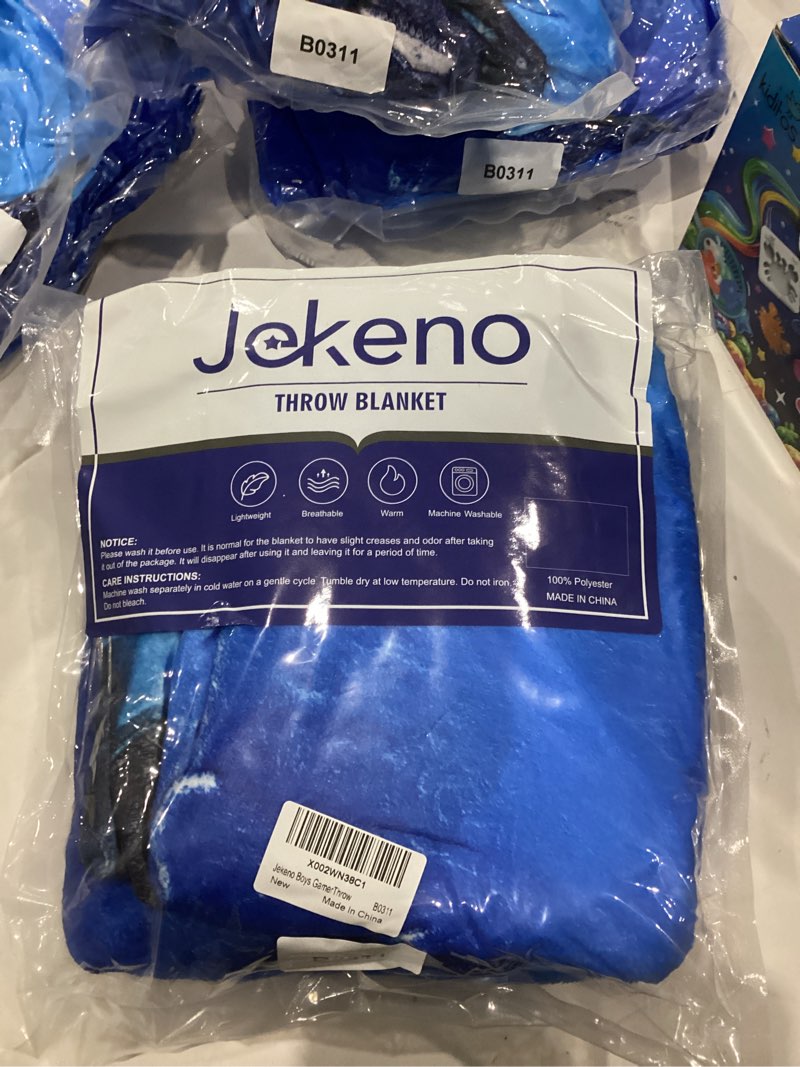 B0311
B0311
Jekeno
THROW BLANKET
Lightweight
Breathable
Warm
Machine Washable
NOTICE:
Please wash it before use. It is normal for the blanket to have slight creases and odor after taking
it out of the package. It will disappear after using it and leaving it for a period of time.
CARE INSTRUCTIONS:
Machine wash separately in cold water on a gentle cycle. Tumble dry at low temperature. Do not iron.
Do not bleach.
100% Polyester
MADE IN CHINA
X002WN38C1
Jekeno Boys Gamer Throw B0311
New
Made In China